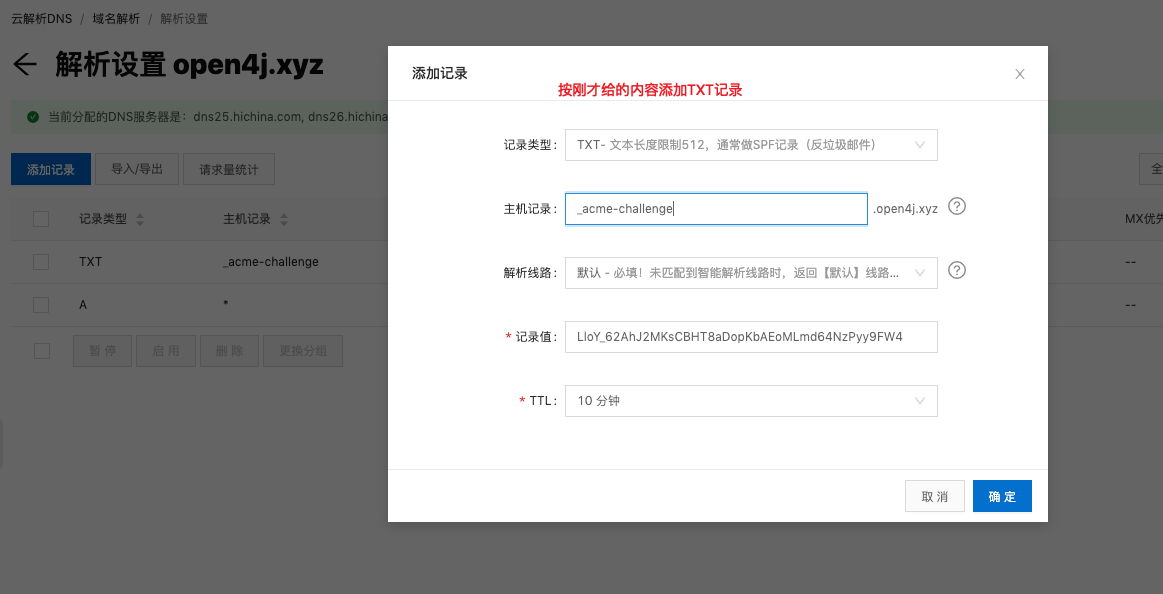 云解析DNS / 域名解析 / 解析设置
← 解析设置 open4j.xyz
当前分配的DNS服务器是：dns25.hichina.com, dns26.hichina
添加记录 导入/导出 请求量统计 全
记录类型 主机记录 MX优先
TXT _acme-challenge --
A * --
暂 停 启 用 删 除 更换分组
添加记录
按刚才给的内容添加TXT记录
记录类型： TXT- 文本长度限制512，通常做SPF记录（反垃圾邮件）
主机记录： _acme-challenge .open4j.xyz ?
解析线路： 默认 - 必填！未匹配到智能解析线路时，返回【默认】线路... ?
* 记录值： LloY_62AhJ2MKsCBHT8aDopKbAEoMLmd64NzPyy9FW4
* TTL： 10 分钟
取 消 确 定